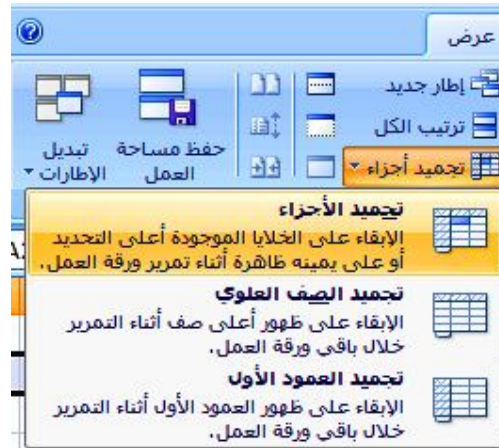 عرض
إطار جديد
ترتيب الكل
تجميد أجزاء
حفظ مساحة
العمل
تبديل
الإطارات
تجميد الأجزاء
الإبقاء على الخلايا الموجودة أعلى التحديد
أو على يمينه ظاهرة أثناء تمرير ورقة العمل.
تجميد الصف العلوي
الإبقاء على ظهور أعلى صف أثناء التمرير
خلال باقي ورقة العمل.
تجميد العمود الأول
الإبقاء على ظهور العمود الأول أثناء التمرير
خلال باقي ورقة العمل.